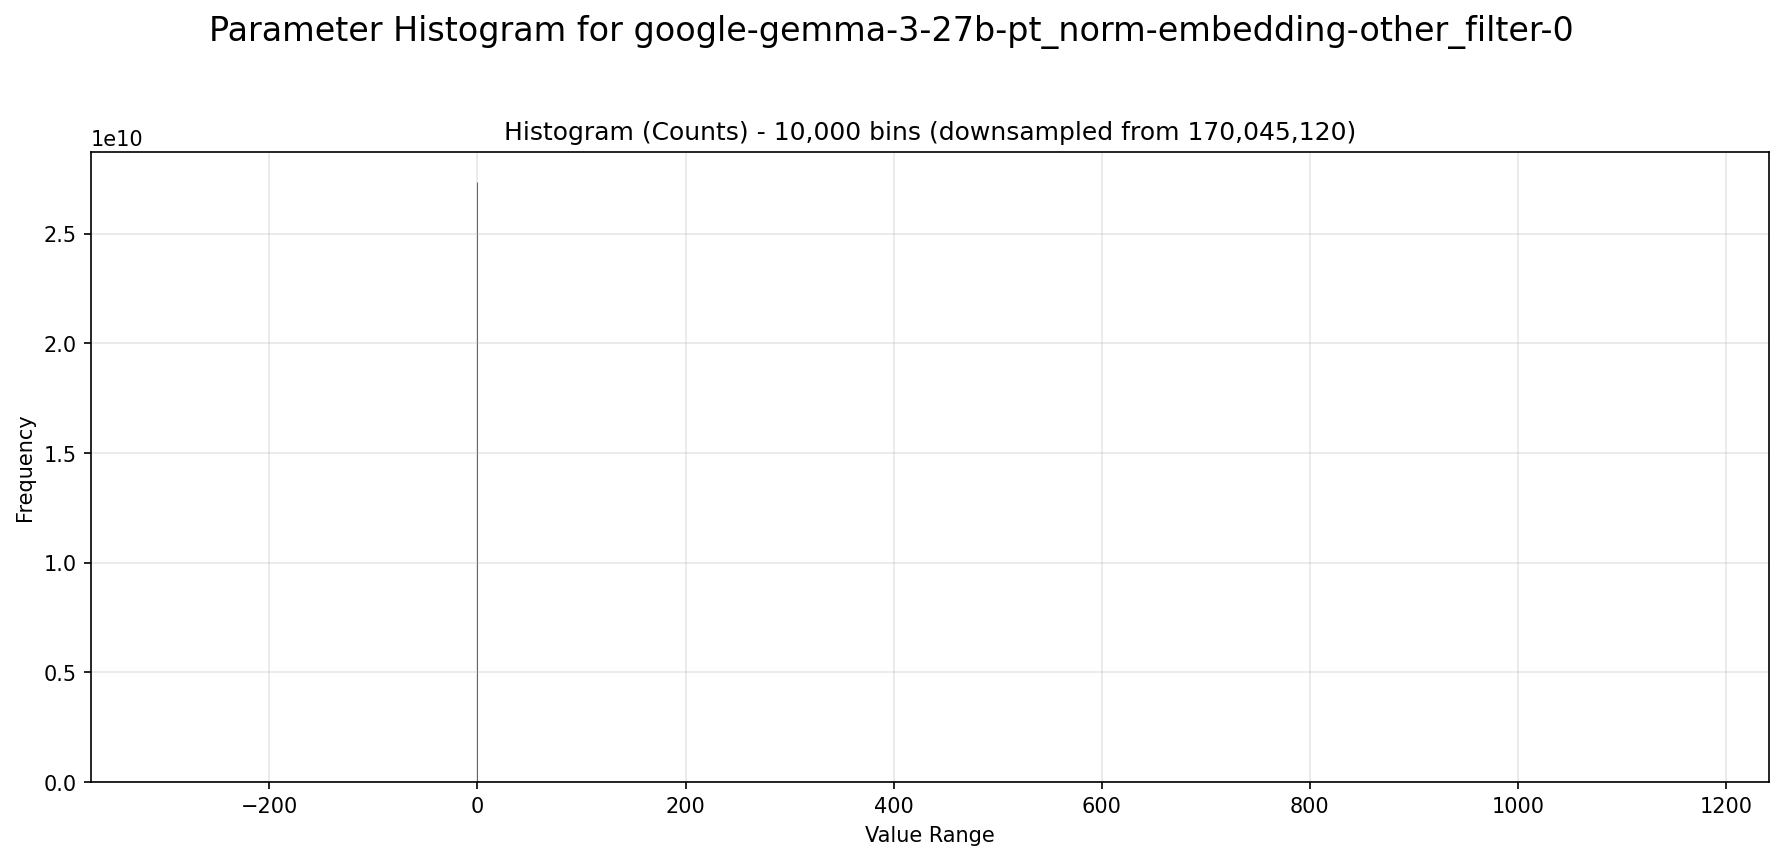 Parameter Histogram for google-gemma-3-27b-pt_norm-embedding-other_filter-0
Histogram (Counts) - 10,000 bins (downsampled from 170,045,120)
1e10
2.5
2.0
1.5
1.0
0.5
0.0
Frequency
−200
0
200
400
600
800
1000
1200
Value Range